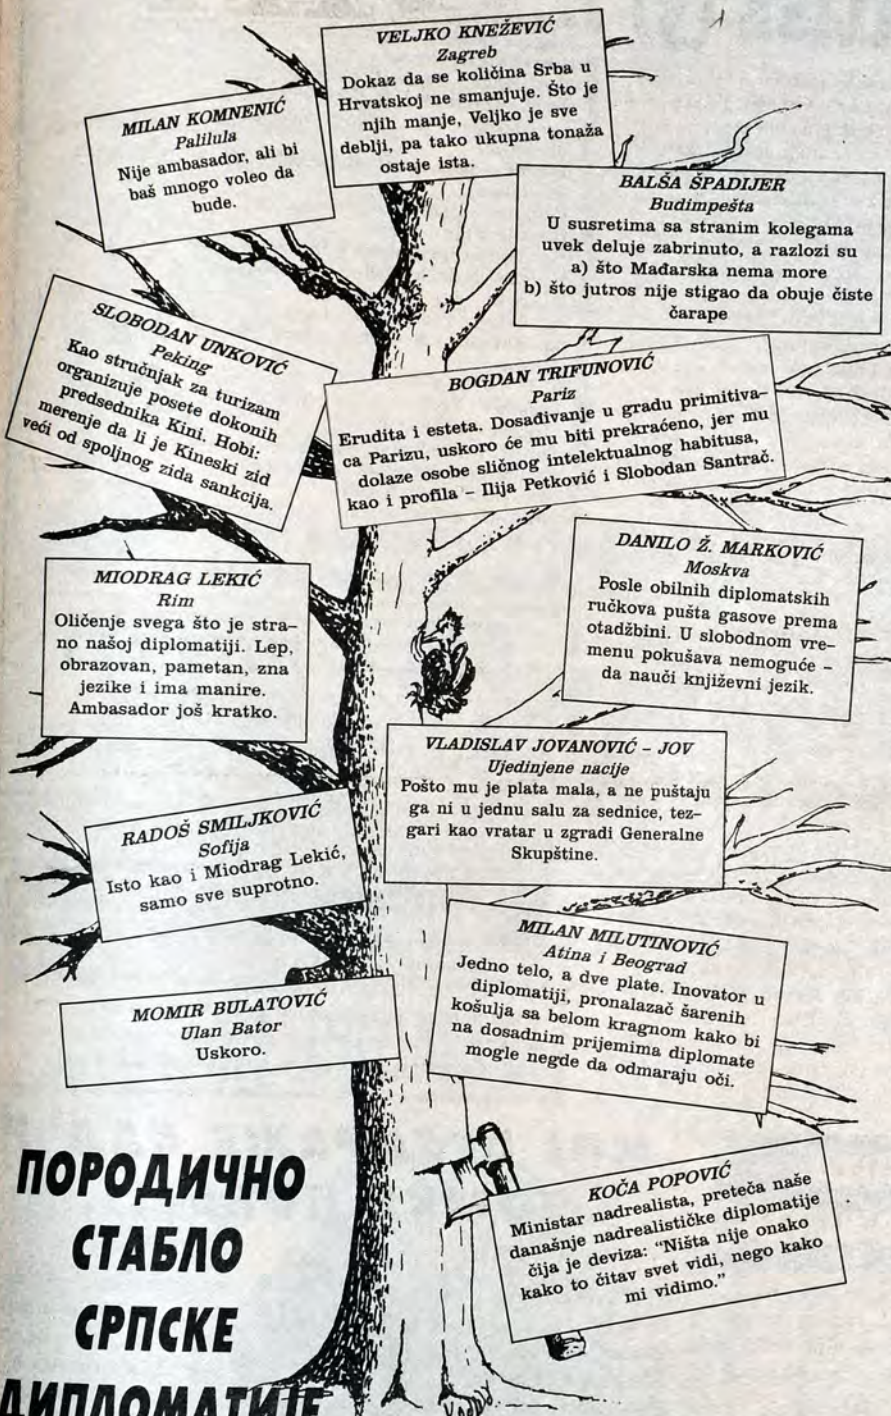 VELJKO KNEŽEVIĆ
Zagreb
Dokaz da se količina Srba u
Hrvatskoj ne smanjuje. Što je
njih manje, Veljko je sve
deblji, pa tako ukupna tonaža
ostaje ista.
MILAN KOMNENIĆ
Palilula
Nije ambasador, ali bi
baš mnogo voleo da
bude.
BALŠA ŠPADIJER
Budimpešta
U susretima sa stranim kolegama
uvek deluje zabrinuto, a razlozi su
a) što Mađarska nema more
b) što jutros nije stigao da obuje čiste
čarape
SLOBODAN UNKOVIĆ
Peking
Kao stručnjak za turizam
organizuje posete dokonih
predsednika Kini. Hobi:
merenje da li je Kineski zid
veći od spoljnog zida sankcija.
BOGDAN TRIFUNOVIĆ
Pariz
Erudita i esteta. Dosađivanje u gradu primitiva-
ca Parizu, uskoro će mu biti prekraćeno, jer mu
dolaze osobe sličnog intelektualnog habitusa,
kao i profila – Ilija Petković i Slobodan Santrač.
DANILO Ž. MARKOVIĆ
Moskva
Posle obilnih diplomatskih
ručkova pušta gasove prema
otadžbini. U slobodnom vre-
menu pokušava nemoguće –
da nauči književni jezik.
MIODRAG LEKIĆ
Rim
Oličenje svega što je stra-
no našoj diplomatiji. Lep,
obrazovan, pametan, zna
jezike i ima manire.
Ambasador još kratko.
VLADISLAV JOVANOVIĆ – JOV
Ujedinjene nacije
Pošto mu je plata mala, a ne puštaju
ga ni u jednu salu za sednice, tez-
gari kao vratar u zgradi Generalne
Skupštine.
RADOŠ SMILJKOVIĆ
Sofija
Isto kao i Miodrag Lekić,
samo sve suprotno.
MILAN MILUTINOVIĆ
Atina i Beograd
Jedno telo, a dve plate. Inovator u
diplomatiji, pronalazač šarenih
košulja sa belom kragnom kako bi
na dosadnim prijemima diplomate
mogle negde da odmaraju oči.
MOMIR BULATOVIĆ
Ulan Bator
Uskoro.
KOČA POPOVIĆ
Ministar nadrealista, preteča naše
današnje nadrealističke diplomatije
čija je deviza: "Ništa nije onako
kako to čitav svet vidi, nego kako
mi vidimo."
ПОРОДИЧНО
СТАБЛО
СРПСКЕ
ДИПЛОМАТИЈЕ